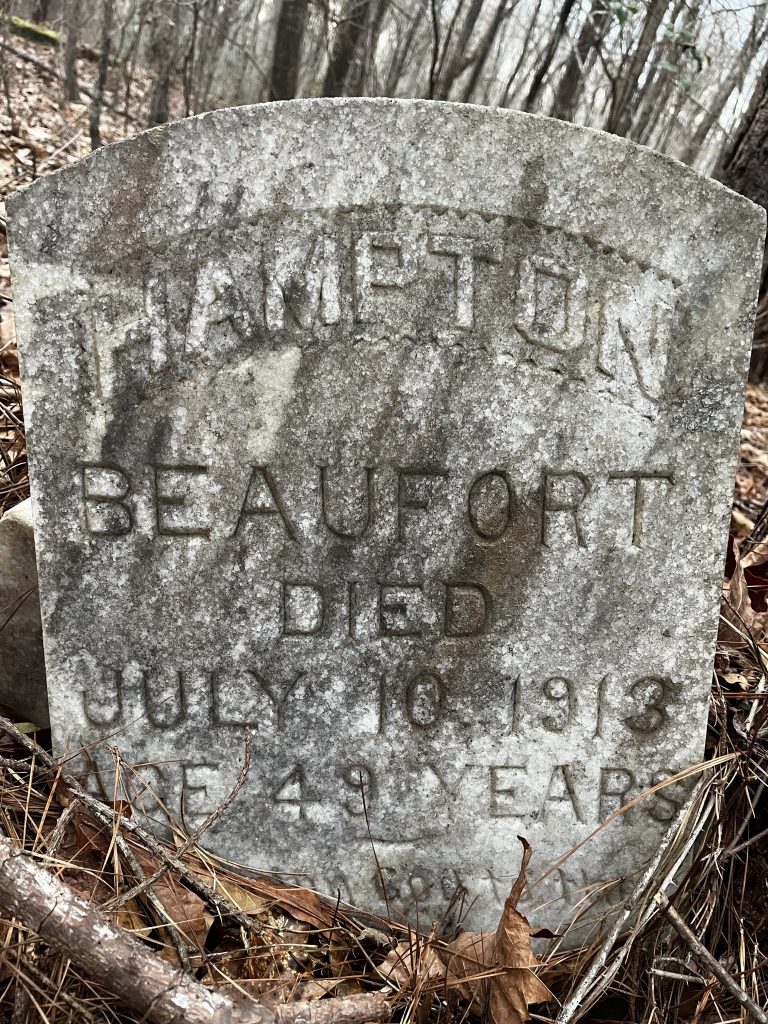 HAMPTON
BEAUFORT
DIED
JULY 10. 1913
AGE 49 YEARS